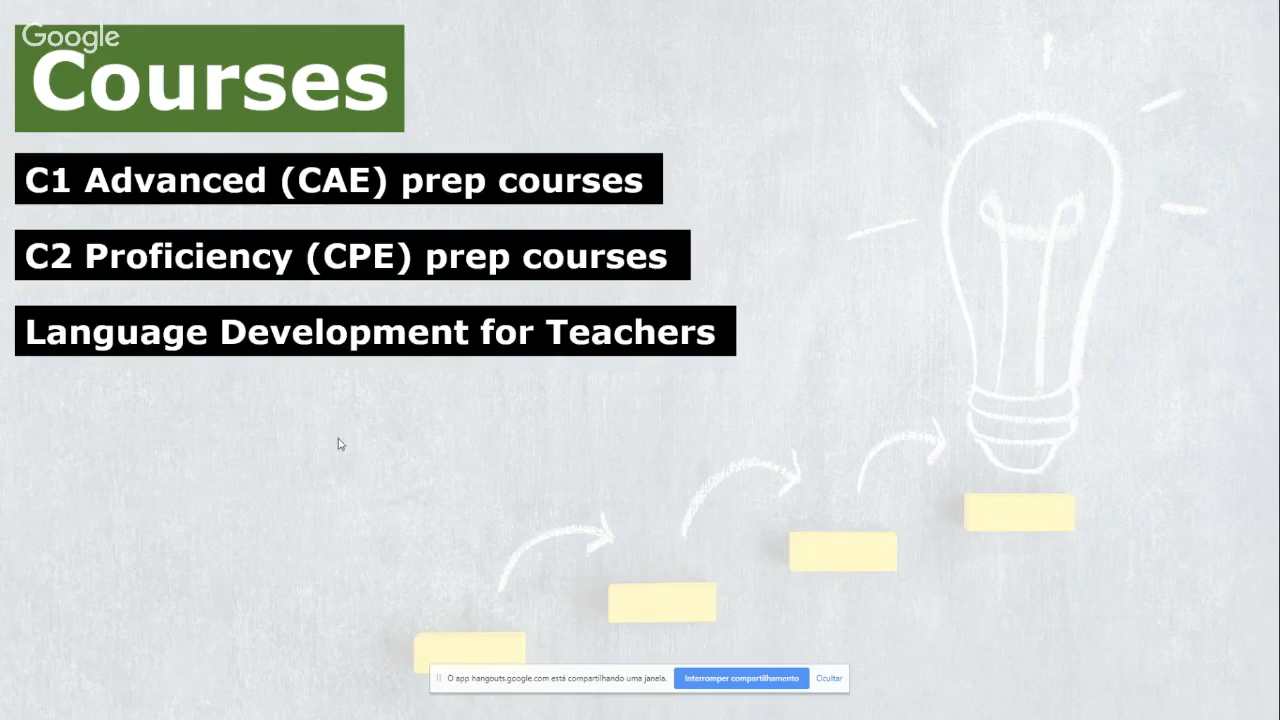 Google
Courses
C1 Advanced (CAE) prep courses
C2 Proficiency (CPE) prep courses
Language Development for Teachers
O app hangouts.google.com está compartilhando uma janela. Interromper compartilhamento Ocultar